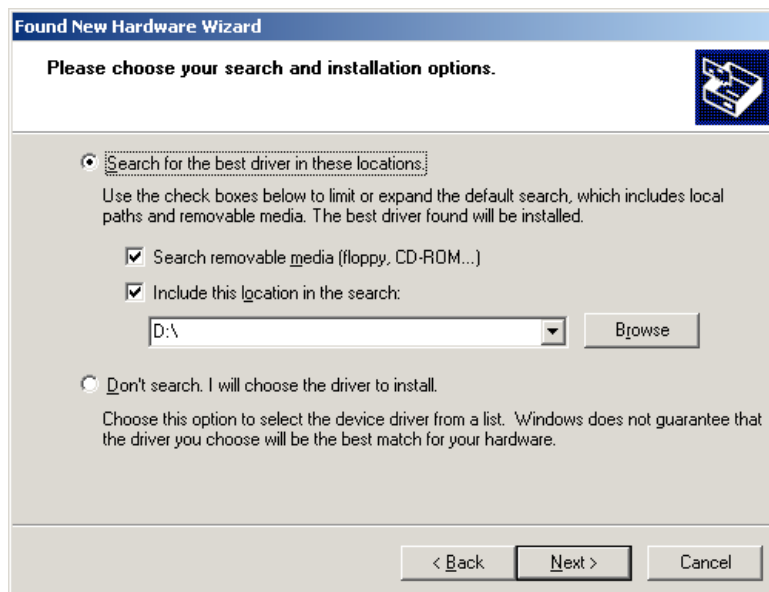 Found New Hardware Wizard
Please choose your search and installation options.
Search for the best driver in these locations.
Use the check boxes below to limit or expand the default search, which includes local
paths and removable media. The best driver found will be installed.
Search removable media (floppy, CD-ROM...)
Include this location in the search:
D:\
Browse
Don't search. I will choose the driver to install.
Choose this option to select the device driver from a list.  Windows does not guarantee that
the driver you choose will be the best match for your hardware.
< Back
Next >
Cancel